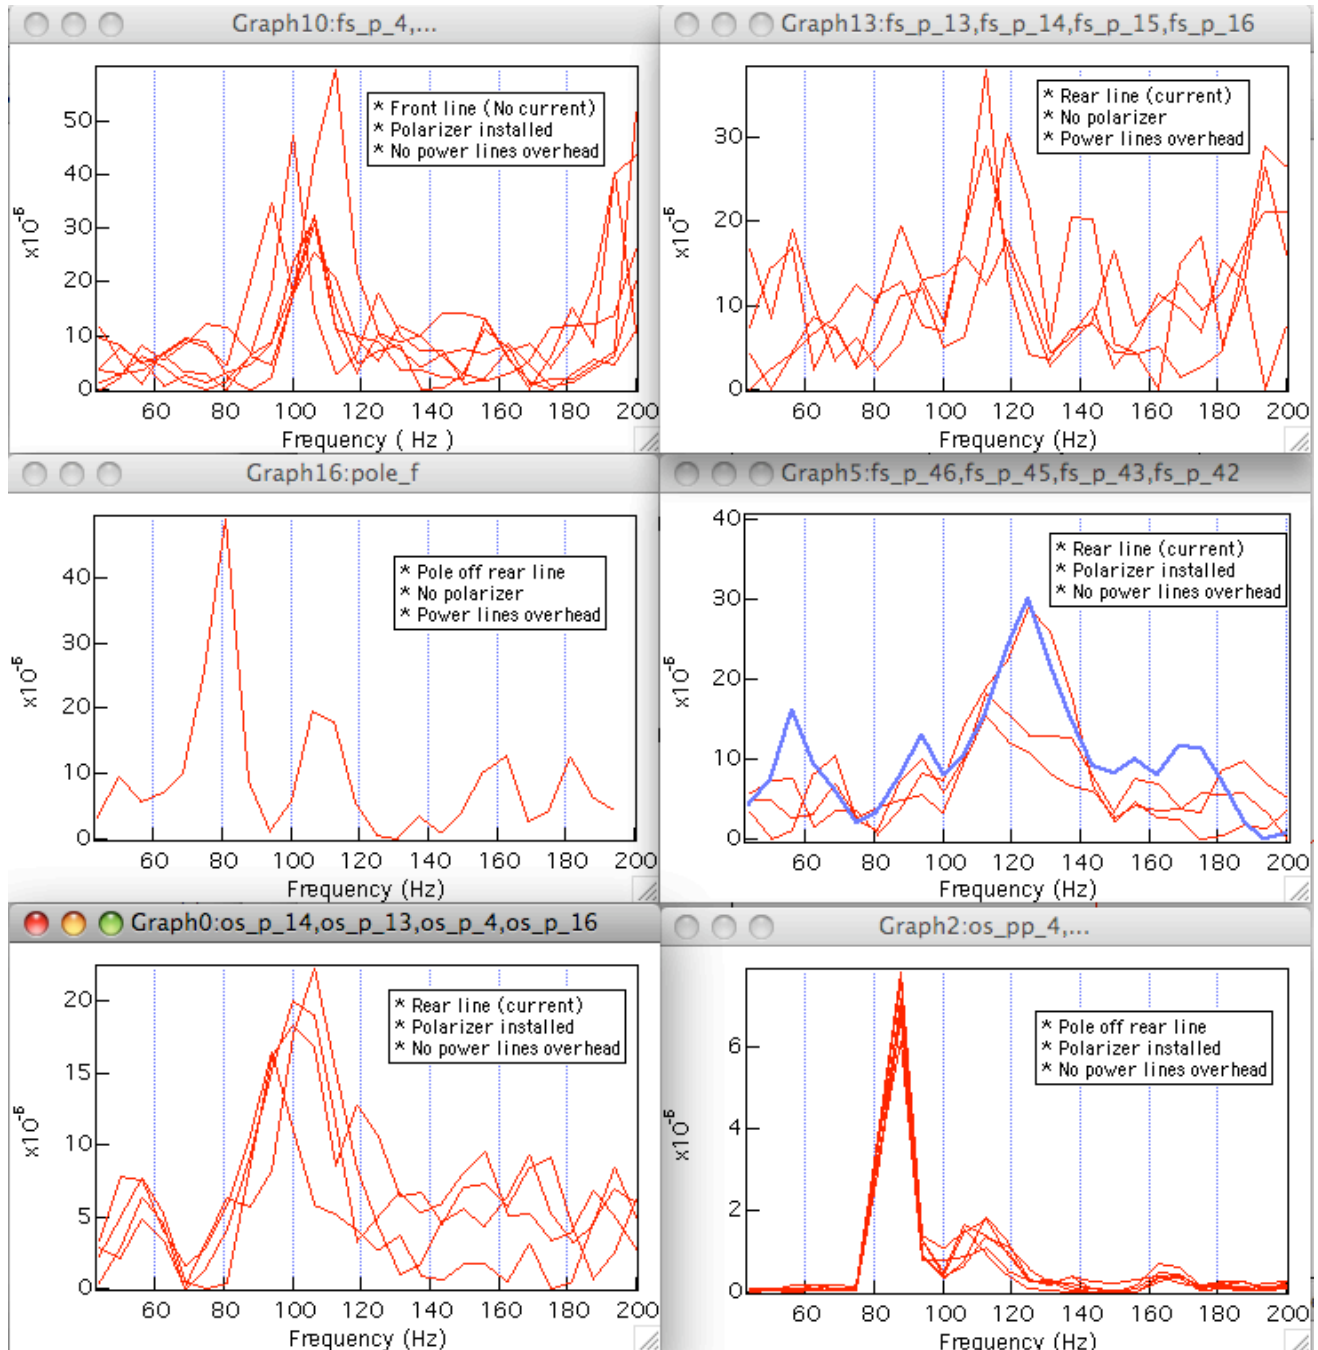 Graph10:fs_p_4,...
50
40
30
20
10
0
x10⁻⁵
* Front line (No current)
* Polarizer installed
* No power lines overhead
60 80 100 120 140 160 180 200
Frequency ( Hz )
Graph13:fs_p_13,fs_p_14,fs_p_15,fs_p_16
30
20
10
0
x10⁻⁵
* Rear line (current)
* No polarizer
* Power lines overhead
60 80 100 120 140 160 180 200
Frequency (Hz)
Graph16:pole_f
40
30
20
10
0
x10⁻⁵
* Pole off rear line
* No polarizer
* Power lines overhead
60 80 100 120 140 160 180 200
Frequency (Hz)
Graph5:fs_p_46,fs_p_45,fs_p_43,fs_p_42
40
30
20
10
0
x10⁻⁵
* Rear line (current)
* Polarizer installed
* No power lines overhead
60 80 100 120 140 160 180 200
Frequency (Hz)
Graph0:os_p_14,os_p_13,os_p_4,os_p_16
20
15
10
5
0
x10⁻⁵
* Rear line (current)
* Polarizer installed
* No power lines overhead
60 80 100 120 140 160 180 200
Frequency (Hz)
Graph2:os_pp_4,...
6
4
2
0
x10⁻⁵
* Pole off rear line
* Polarizer installed
* No power lines overhead
60 80 100 120 140 160 180 200
Frequency (Hz)